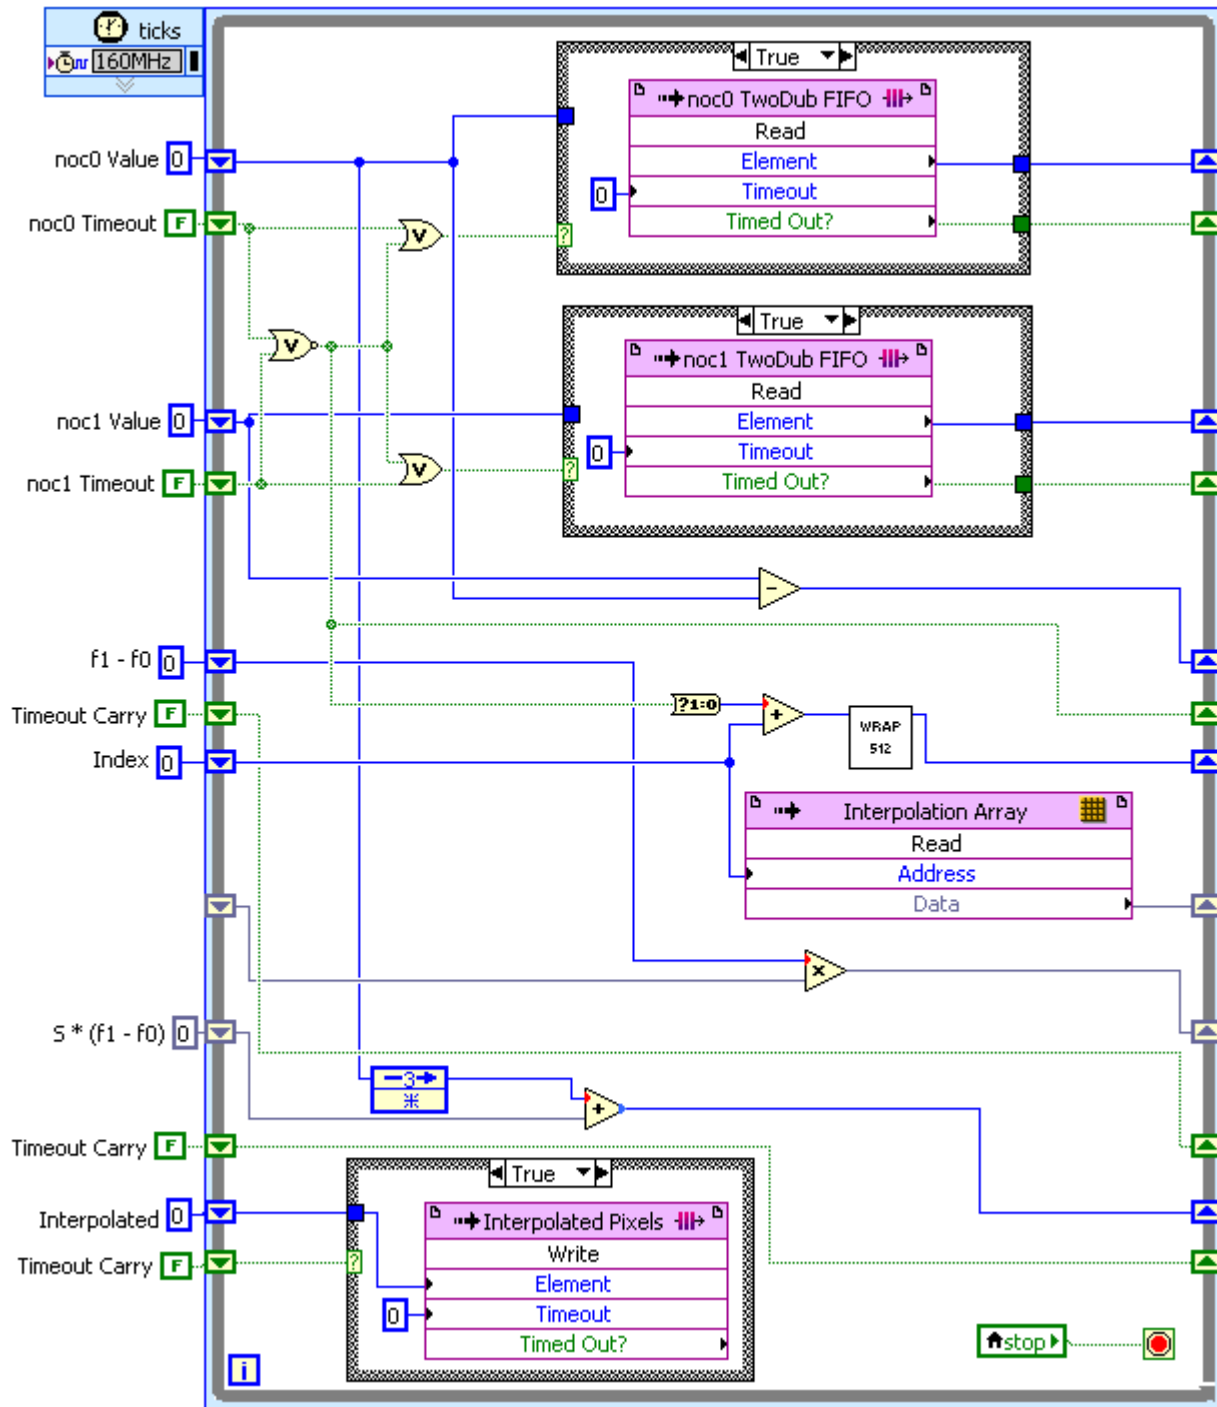 ticks
160MHz
True
noc0 TwoDub FIFO
Read
noc0 Value 0
Element
0 Timeout
noc0 Timeout F
Timed Out?
V
?
True
V
noc1 TwoDub FIFO
Read
noc1 Value 0
Element
0 Timeout
V
?
noc1 Timeout F
Timed Out?
-
f1 - f0 0
?1:0
Timeout Carry F
+
WRAP
512
Index 0
Interpolation Array
Read
Address
Data
x
S * (f1 - f0) 0
3
+
Timeout Carry F
True
Interpolated 0
Interpolated Pixels
Write
Timeout Carry F
?
Element
0 Timeout
Timed Out?
stop
i